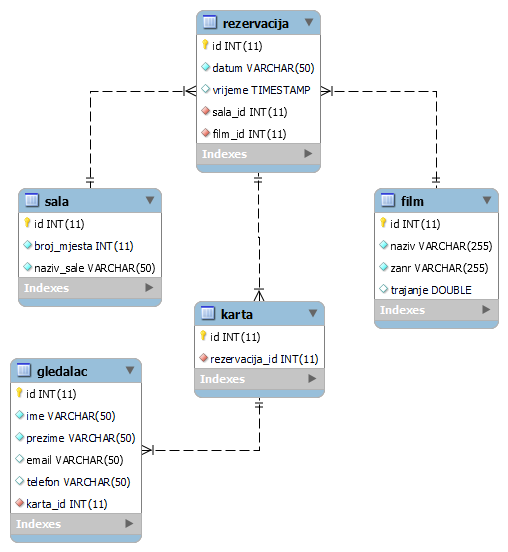 rezervacija
id INT(11)
datum VARCHAR(50)
vrijeme TIMESTAMP
sala_id INT(11)
film_id INT(11)
Indexes
sala
id INT(11)
broj_mjesta INT(11)
naziv_sale VARCHAR(50)
Indexes
film
id INT(11)
naziv VARCHAR(255)
zanr VARCHAR(255)
trajanje DOUBLE
Indexes
karta
id INT(11)
rezervacija_id INT(11)
Indexes
gledalac
id INT(11)
ime VARCHAR(50)
prezime VARCHAR(50)
email VARCHAR(50)
telefon VARCHAR(50)
karta_id INT(11)
Indexes